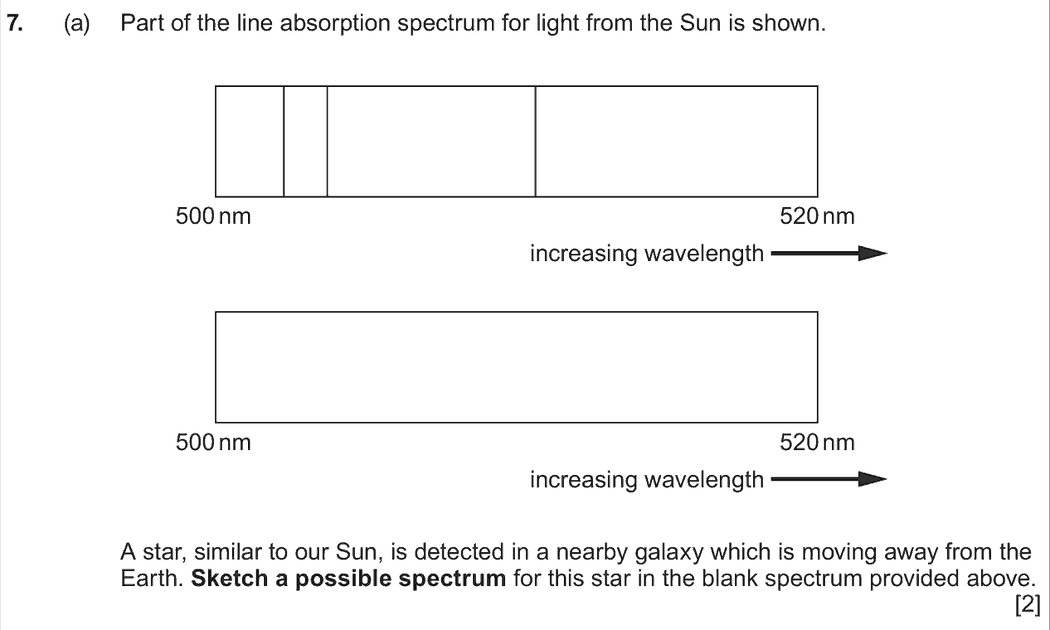 7. (a) Part of the line absorption spectrum for light from the Sun is shown.
500 nm 520 nm
increasing wavelength
500 nm 520 nm
increasing wavelength
A star, similar to our Sun, is detected in a nearby galaxy which is moving away from the
Earth. Sketch a possible spectrum for this star in the blank spectrum provided above.
[2]